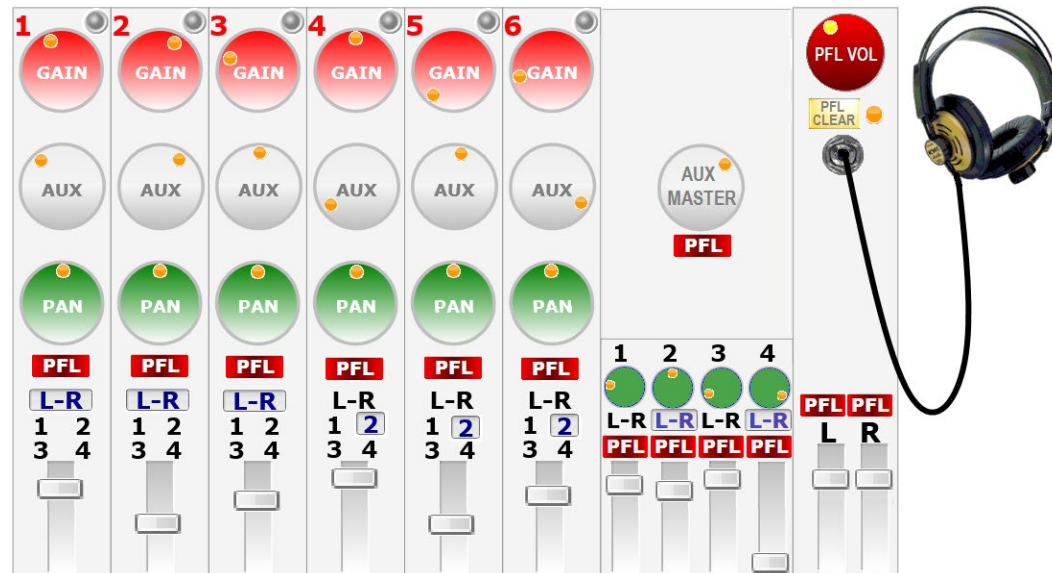 1 2 3 4 5 6
GAIN GAIN GAIN GAIN GAIN GAIN PFL VOL
PFL
CLEAR
AUX AUX AUX AUX AUX AUX AUX
MASTER
PFL
PAN PAN PAN PAN PAN PAN
1 2 3 4
PFL PFL PFL PFL PFL PFL
L-R L-R L-R L-R L-R L-R L-R L-R L-R L-R PFL PFL
1 2 1 2 1 2 1 2 1 2 1 2 L R
3 4 3 4 3 4 3 4 3 4 3 4 PFL PFL PFL PFL